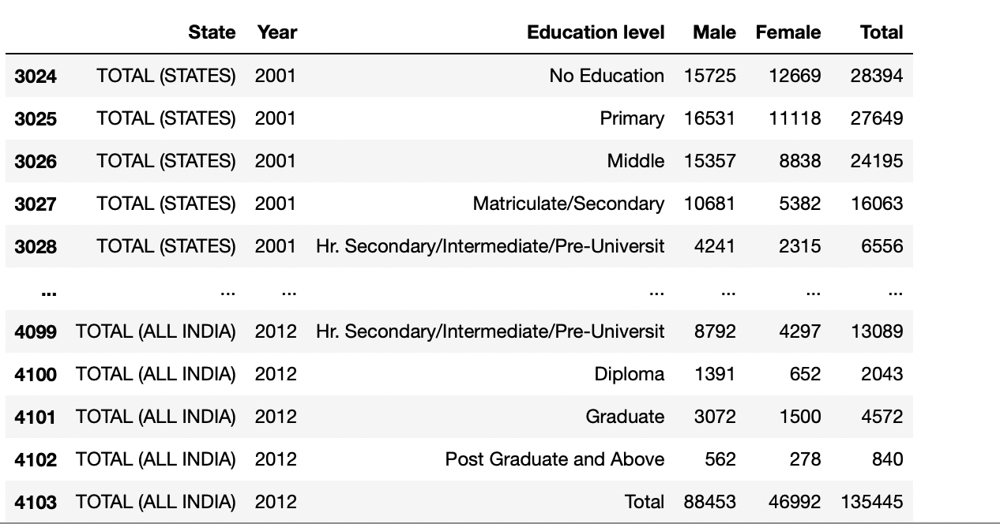 State Year Education level Male Female Total
3024 TOTAL (STATES) 2001 No Education 15725 12669 28394
3025 TOTAL (STATES) 2001 Primary 16531 11118 27649
3026 TOTAL (STATES) 2001 Middle 15357 8838 24195
3027 TOTAL (STATES) 2001 Matriculate/Secondary 10681 5382 16063
3028 TOTAL (STATES) 2001 Hr. Secondary/Intermediate/Pre-Universit 4241 2315 6556
... ... ... ... ... ... ...
4099 TOTAL (ALL INDIA) 2012 Hr. Secondary/Intermediate/Pre-Universit 8792 4297 13089
4100 TOTAL (ALL INDIA) 2012 Diploma 1391 652 2043
4101 TOTAL (ALL INDIA) 2012 Graduate 3072 1500 4572
4102 TOTAL (ALL INDIA) 2012 Post Graduate and Above 562 278 840
4103 TOTAL (ALL INDIA) 2012 Total 88453 46992 135445